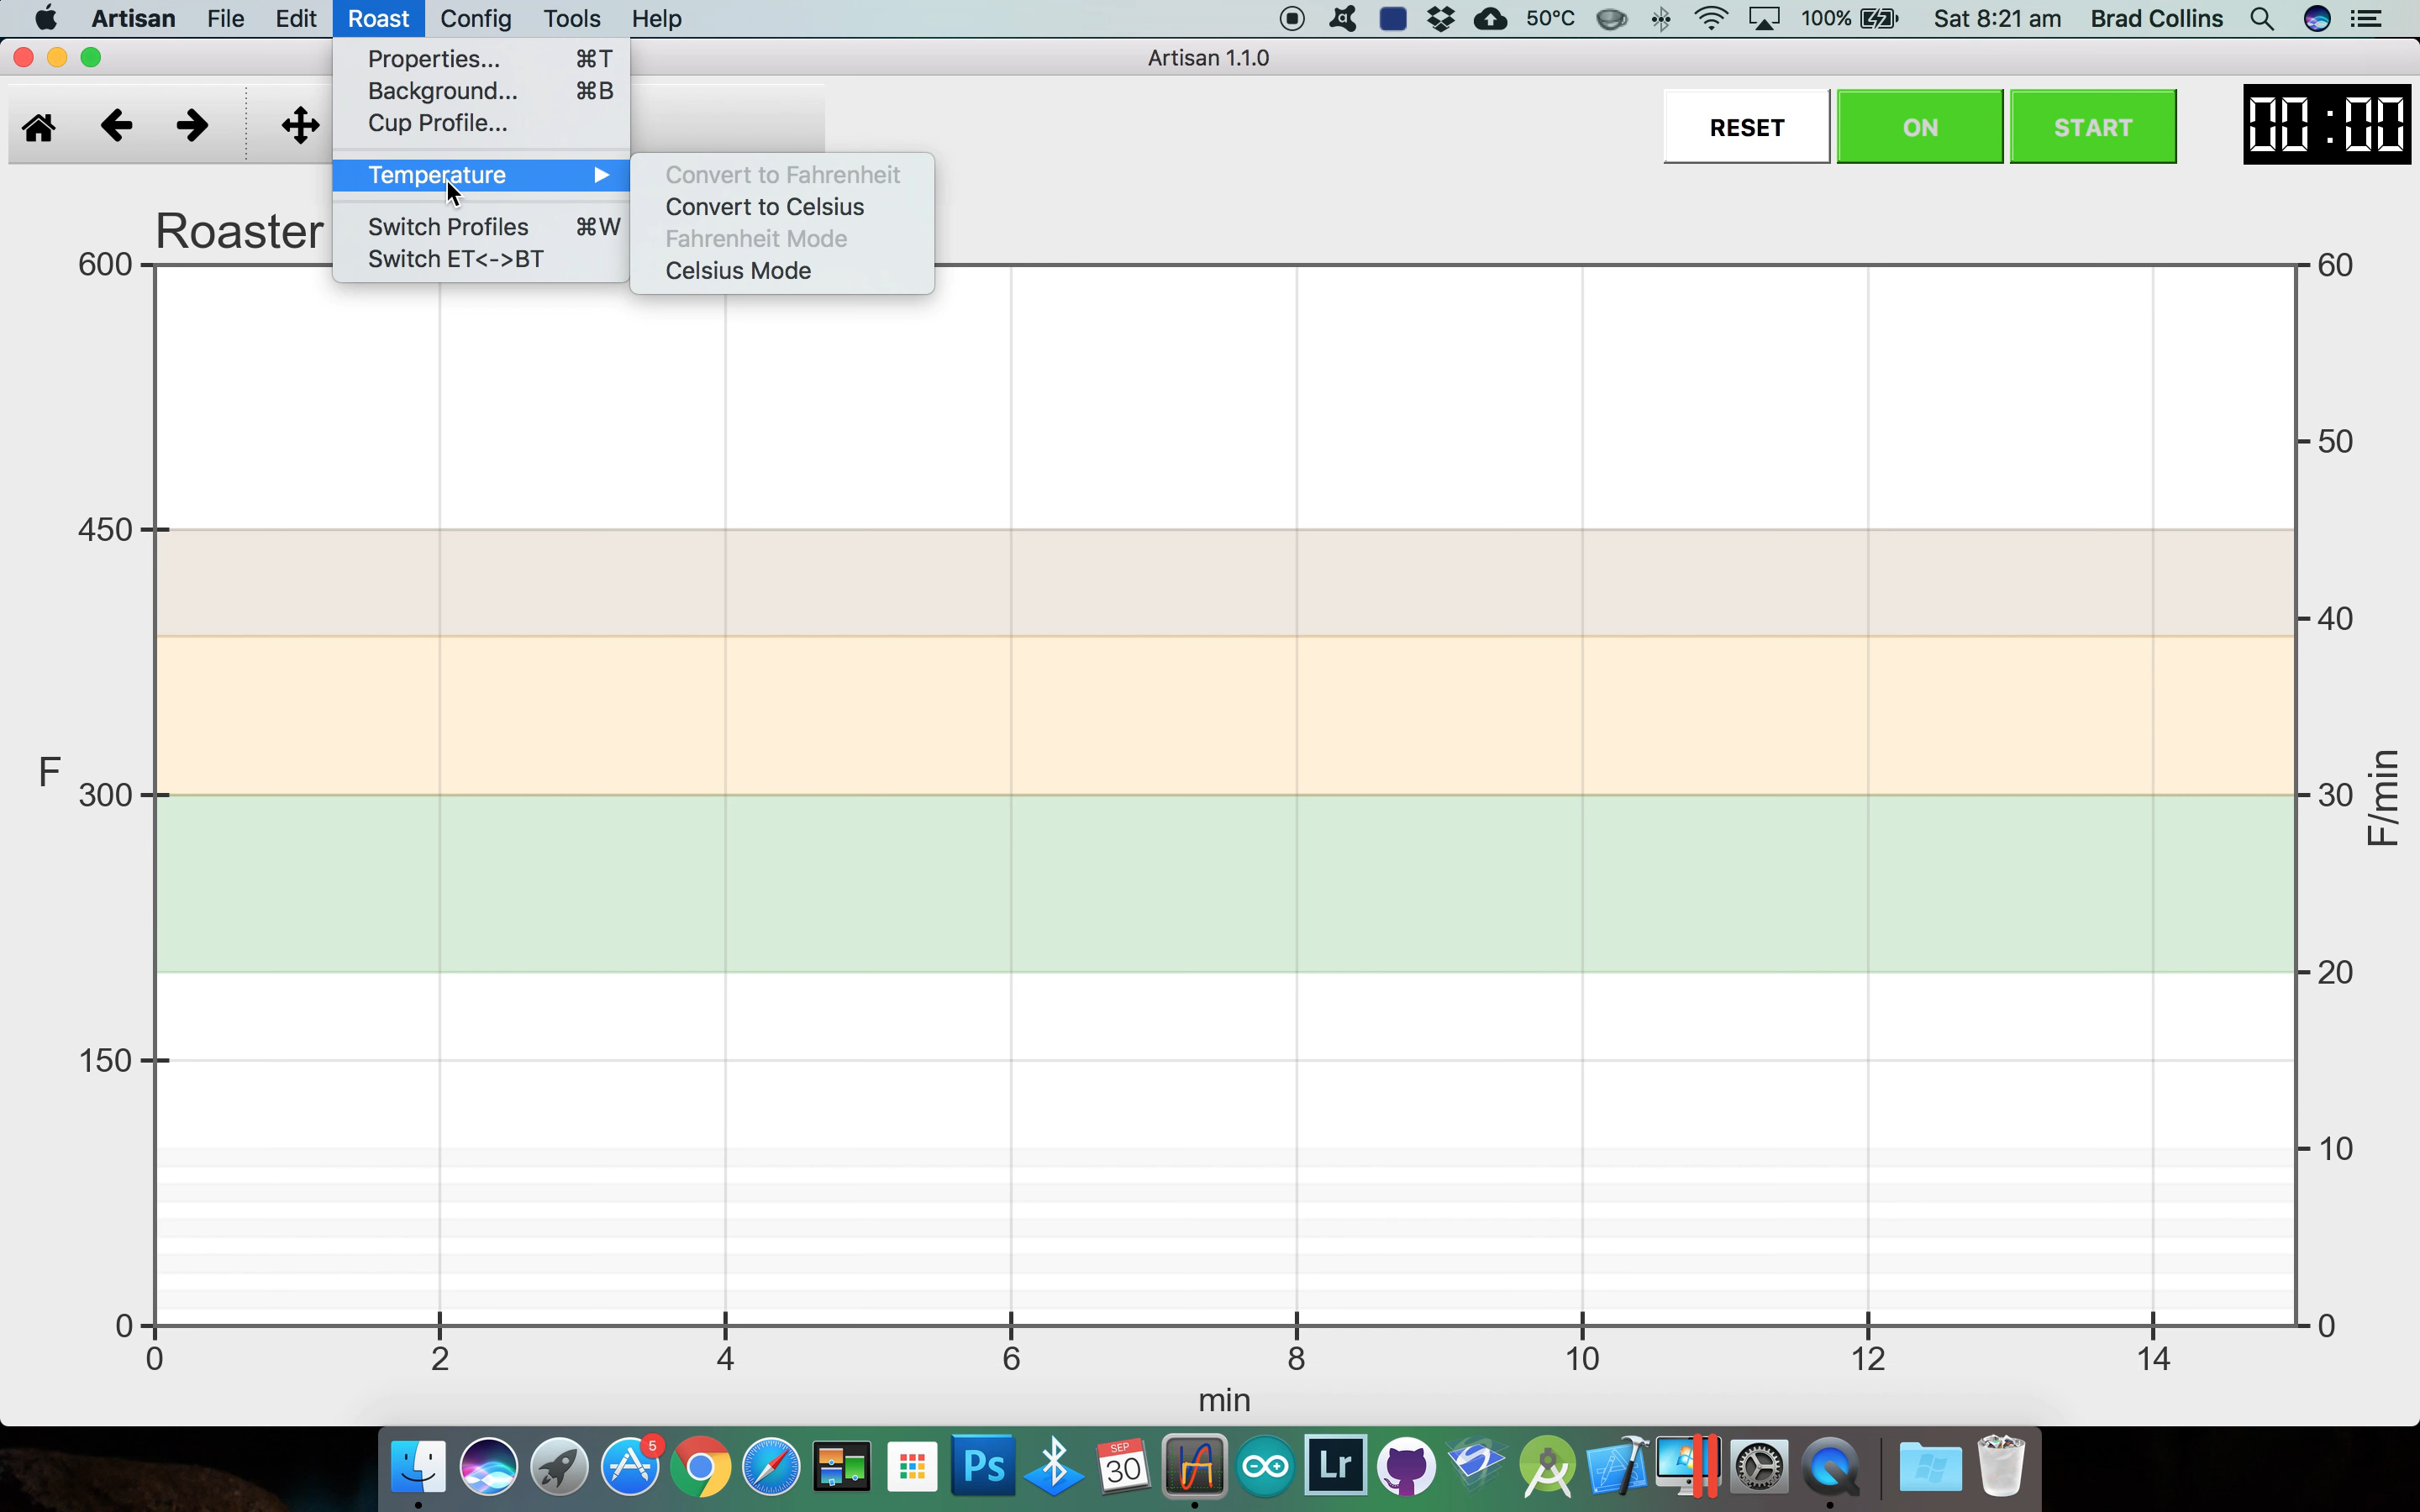 Artisan File Edit Roast Config Tools Help 50°C 100% Sat 8:21 am Brad Collins
Artisan 1.1.0
Properties... ⌘T
Background... ⌘B
Cup Profile...
Temperature ▶
Switch Profiles ⌘W
Switch ET<->BT
Convert to Fahrenheit
Convert to Celsius
Fahrenheit Mode
Celsius Mode
RESET ON START 00:00
Roaster
600 60
50
450
40
F
300 30
F/min
20
150
10
0 0
0 2 4 6 8 10 12 14
min
5
Ps
SEP
30
Lr